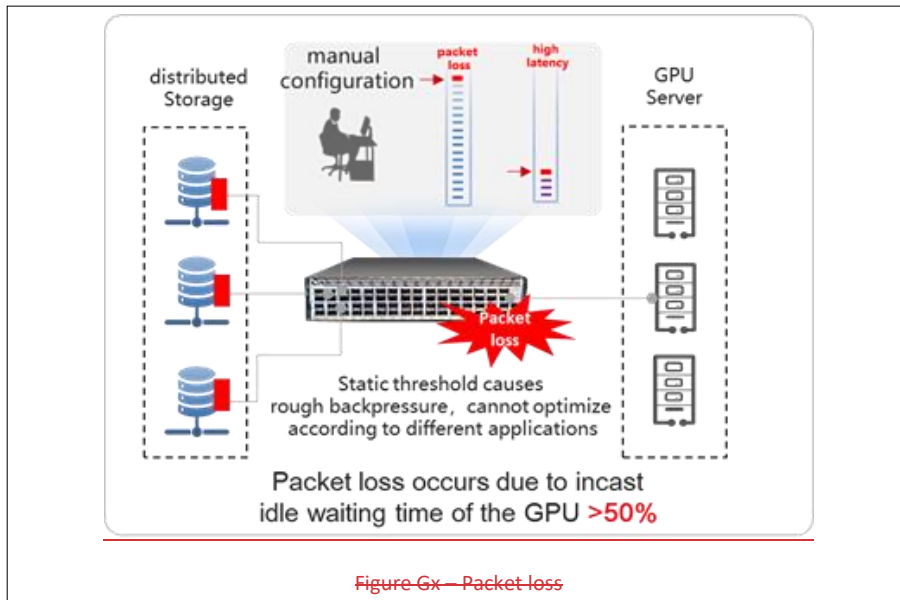 manual
configuration
packet
loss
high
latency
distributed
Storage
GPU
Server
Packet
loss
Static threshold causes
rough backpressure, cannot optimize
according to different applications
Packet loss occurs due to incast
idle waiting time of the GPU >50%
Figure Gx – Packet loss